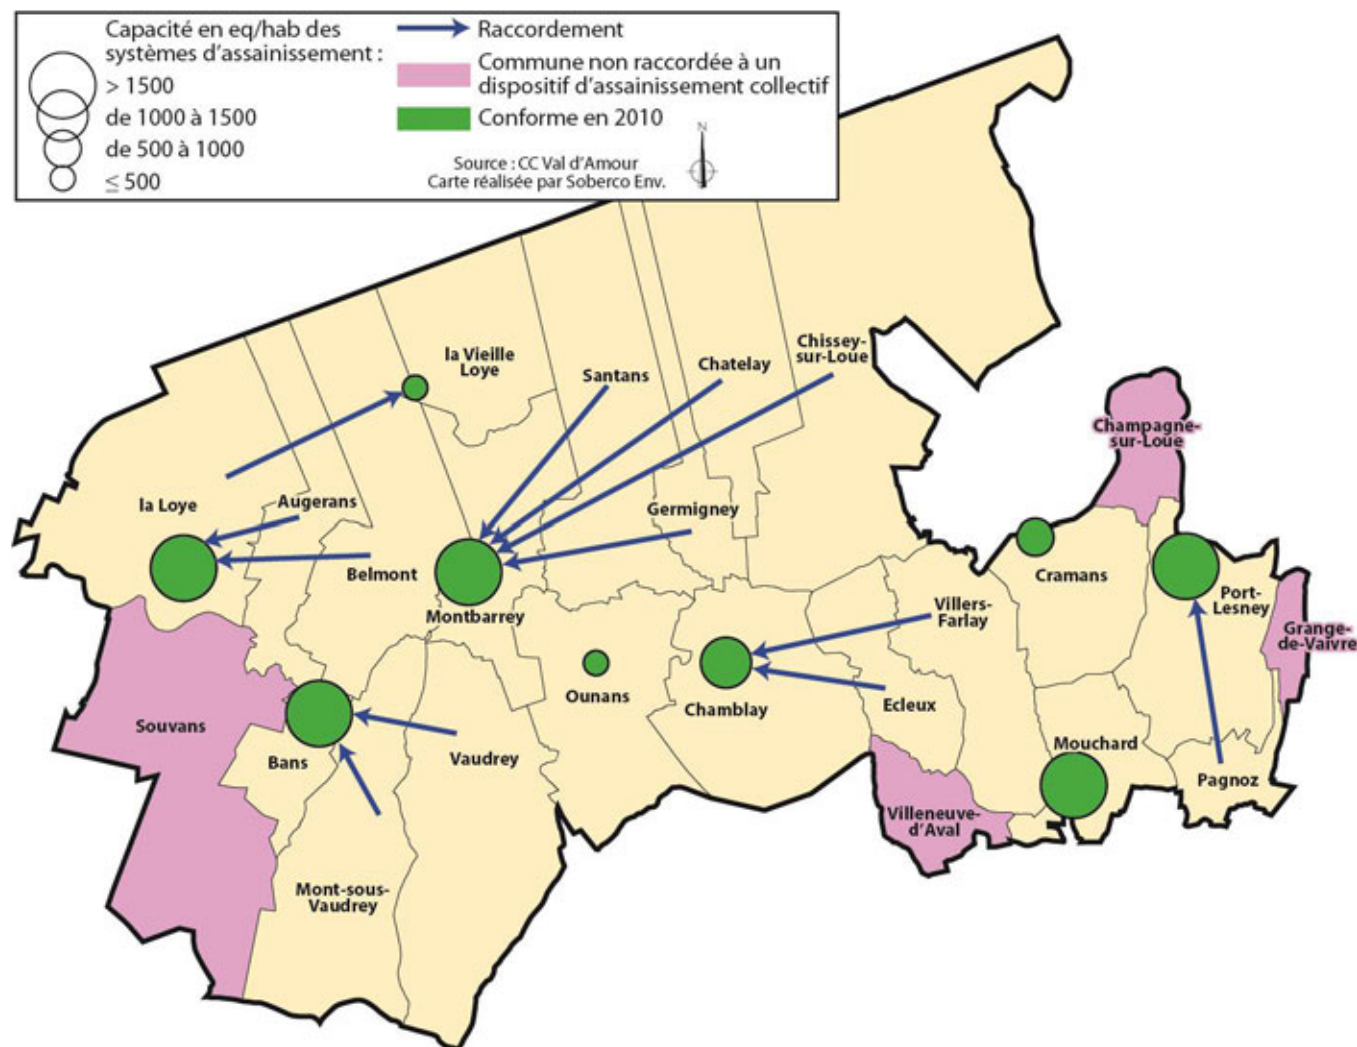 Capacité en eq/hab des
systèmes d'assainissement :
> 1500
de 1000 à 1500
de 500 à 1000
≤ 500
Raccordement
Commune non raccordée à un
dispositif d'assainissement collectif
Conforme en 2010
Source : CC Val d'Amour
Carte réalisée par Soberco Env.
N
la Vieille
Loye
Santans
Chatelay
Chissey-
sur-Loue
Champagne-
sur-Loue
la Loye
Augerans
Germigney
Belmont
Montbarrey
Cramans
Port-
Lesney
Villers-
Farlay
Grange-
de-Vaivre
Ounans
Chamblay
Ecleux
Souvans
Bans
Vaudrey
Mouchard
Pagnoz
Villeneuve-
d'Aval
Mont-sous-
Vaudrey